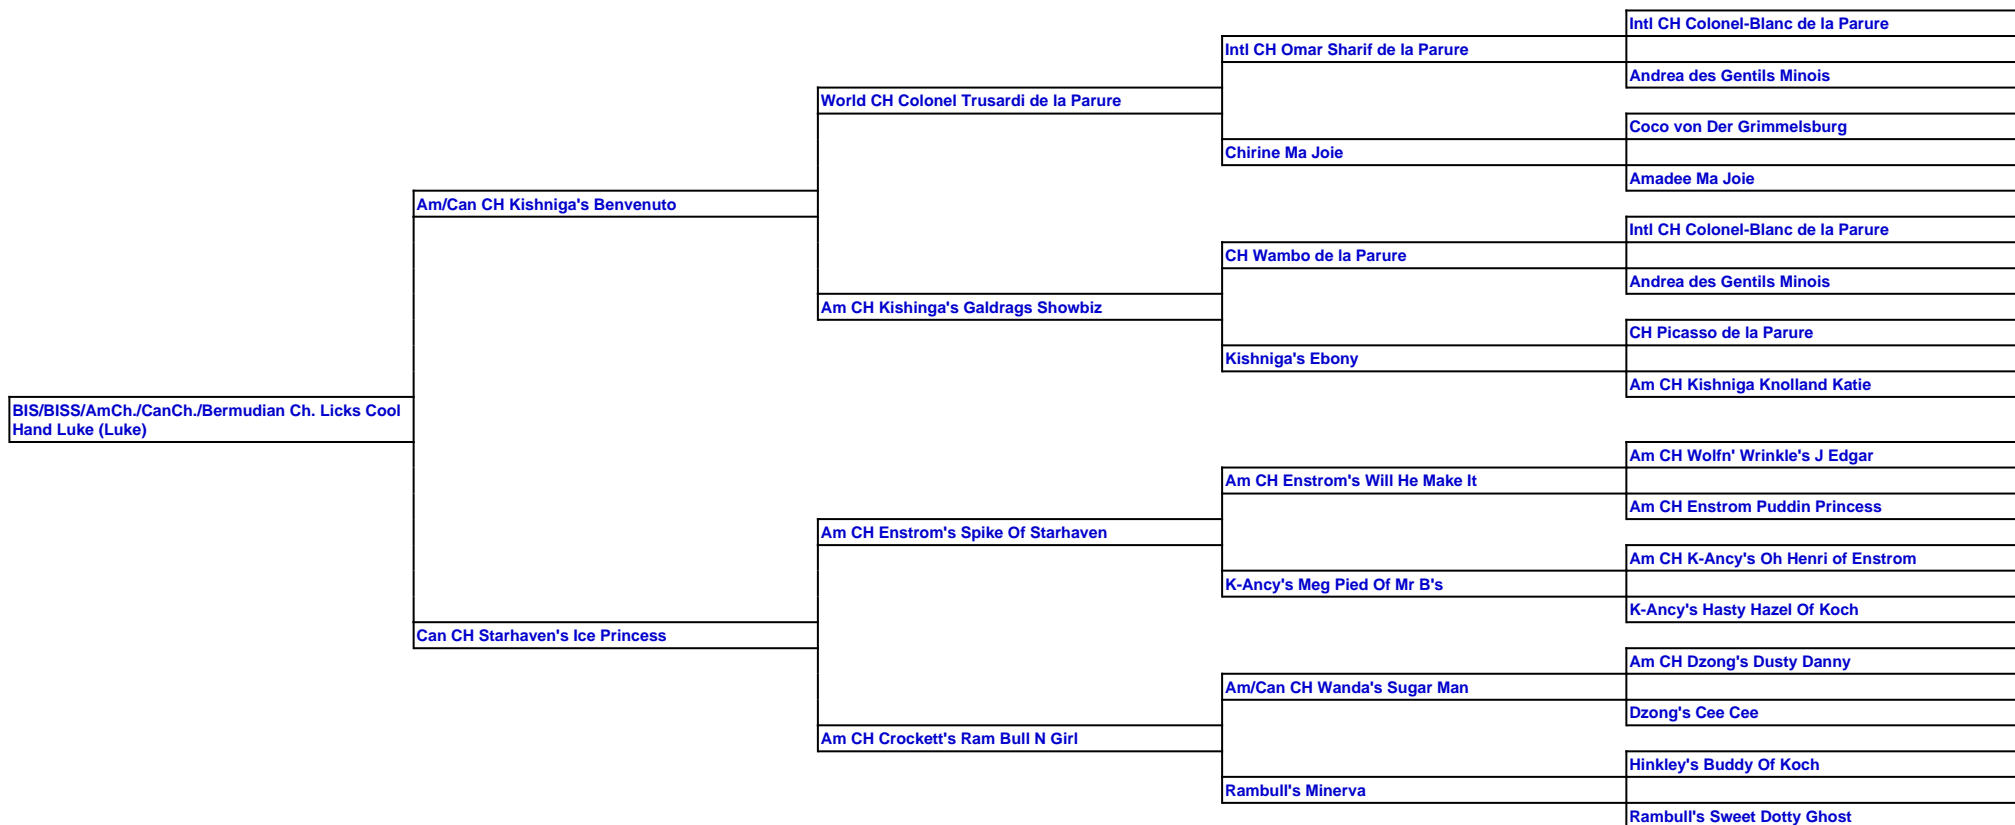 Intl CH Colonel-Blanc de la Parure
Intl CH Omar Sharif de la Parure
Andrea des Gentils Minois
World CH Colonel Trusardi de la Parure
Coco von Der Grimmelsburg
Chirine Ma Joie
Amadee Ma Joie
Am/Can CH Kishniga's Benvenuto
Intl CH Colonel-Blanc de la Parure
CH Wambo de la Parure
Andrea des Gentils Minois
Am CH Kishinga's Galdrags Showbiz
CH Picasso de la Parure
Kishniga's Ebony
Am CH Kishniga Knolland Katie
BIS/BISS/AmCh./CanCh./Bermudian Ch. Licks Cool
Hand Luke (Luke)
Am CH Wolfn' Wrinkle's J Edgar
Am CH Enstrom's Will He Make It
Am CH Enstrom Puddin Princess
Am CH Enstrom's Spike Of Starhaven
Am CH K-Ancy's Oh Henri of Enstrom
K-Ancy's Meg Pied Of Mr B's
K-Ancy's Hasty Hazel Of Koch
Can CH Starhaven's Ice Princess
Am CH Dzong's Dusty Danny
Am/Can CH Wanda's Sugar Man
Dzong's Cee Cee
Am CH Crockett's Ram Bull N Girl
Hinkley's Buddy Of Koch
Rambull's Minerva
Rambull's Sweet Dotty Ghost